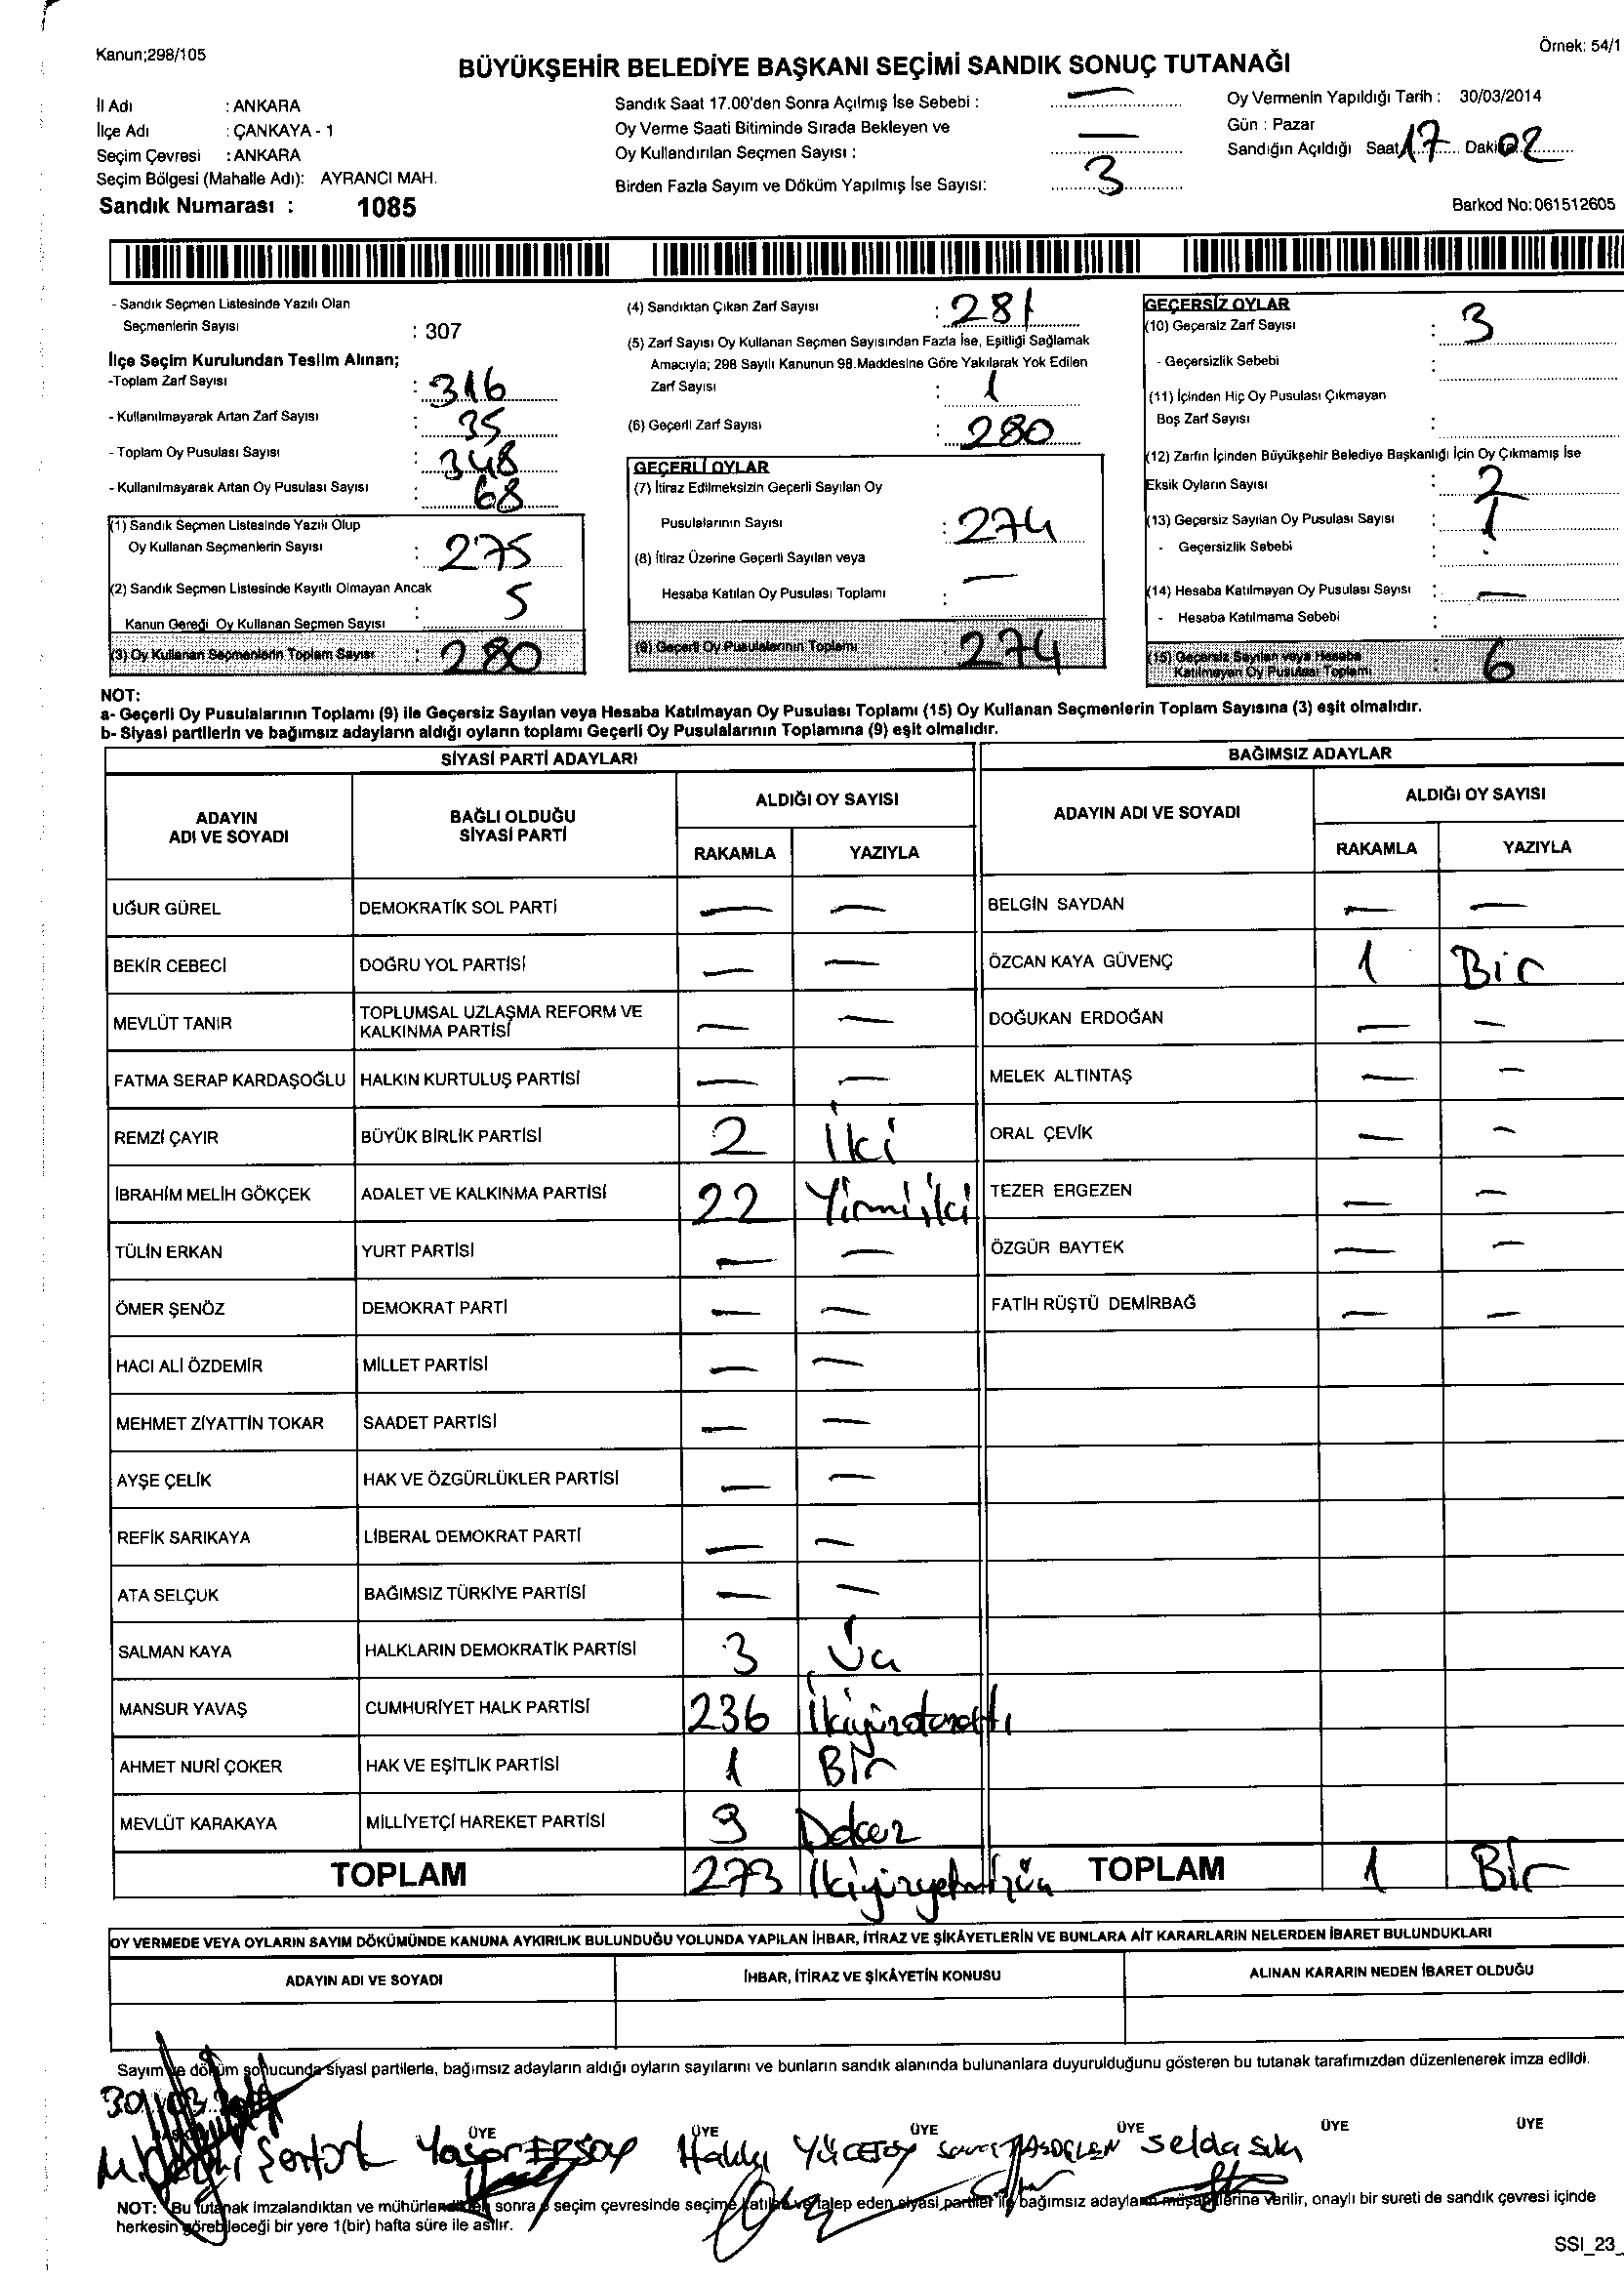 Kanun;298/105
Örnek: 54/1
BÜYÜKŞEHİR BELEDİYE BAŞKANI SEÇİMİ SANDIK SONUÇ TUTANAĞI
İl Adı : ANKARA
İlçe Adı : ÇANKAYA - 1
Seçim Çevresi : ANKARA
Seçim Bölgesi (Mahalle Adı): AYRANCI MAH.
Sandık Numarası : 1085
Sandık Saat 17.00'den Sonra Açılmış İse Sebebi : —
Oy Verme Saati Bitiminde Sırada Bekleyen ve
Oy Kullandırılan Seçmen Sayısı : —
Birden Fazla Sayım ve Döküm Yapılmış İse Sayısı: 3
Oy Vermenin Yapıldığı Tarih : 30/03/2014
Gün : Pazar
Sandığın Açıldığı Saat 17 Dakika 02
Barkod No:061512605
- Sandık Seçmen Listesinde Yazılı Olan
Seçmenlerin Sayısı : 307
İlçe Seçim Kurulundan Teslim Alınan;
-Toplam Zarf Sayısı : 316
- Kullanılmayarak Artan Zarf Sayısı : 35
- Toplam Oy Pusulası Sayısı : 348
- Kullanılmayarak Artan Oy Pusulası Sayısı : 68
(1) Sandık Seçmen Listesinde Yazılı Olup
Oy Kullanan Seçmenlerin Sayısı : 275
(2) Sandık Seçmen Listesinde Kayıtlı Olmayan Ancak
Kanun Gereği Oy Kullanan Seçmen Sayısı : 5
(3) Oy Kullanan Seçmenlerin Toplam Sayısı : 280
(4) Sandıktan Çıkan Zarf Sayısı : 281
(5) Zarf Sayısı Oy Kullanan Seçmen Sayısından Fazla İse, Eşitliği Sağlamak
Amacıyla; 298 Sayılı Kanunun 98.Maddesine Göre Yakılarak Yok Edilen
Zarf Sayısı : 1
(6) Geçerli Zarf Sayısı : 280
GEÇERLİ OYLAR
(7) İtiraz Edilmeksizin Geçerli Sayılan Oy
Pusulalarının Sayısı : 274
(8) İtiraz Üzerine Geçerli Sayılan veya
Hesaba Katılan Oy Pusulası Toplamı : —
(9) Geçerli Oy Pusulalarının Toplamı 274
GEÇERSİZ OYLAR
(10) Geçersiz Zarf Sayısı : 3
- Geçersizlik Sebebi :
(11) İçinden Hiç Oy Pusulası Çıkmayan
Boş Zarf Sayısı :
(12) Zarfın İçinden Büyükşehir Belediye Başkanlığı İçin Oy Çıkmamış İse
Eksik Oyların Sayısı : 2
(13) Geçersiz Sayılan Oy Pusulası Sayısı : 1
- Geçersizlik Sebebi :
(14) Hesaba Katılmayan Oy Pusulası Sayısı : —
- Hesaba Katılmama Sebebi :
(15) Geçersiz Sayılan veya Hesaba
Katılmayan Oy Pusulası Toplamı : 6
NOT:
a- Geçerli Oy Pusulalarının Toplamı (9) ile Geçersiz Sayılan veya Hesaba Katılmayan Oy Pusulası Toplamı (15) Oy Kullanan Seçmenlerin Toplam Sayısına (3) eşit olmalıdır.
b- Siyasi partilerin ve bağımsız adayların aldığı oyların toplamı Geçerli Oy Pusulalarının Toplamına (9) eşit olmalıdır.
SİYASİ PARTİ ADAYLARI
ADAYIN
ADI VE SOYADI
BAĞLI OLDUĞU
SİYASİ PARTİ
ALDIĞI OY SAYISI
RAKAMLA YAZIYLA
UĞUR GÜREL DEMOKRATİK SOL PARTİ — —
BEKİR CEBECİ DOĞRU YOL PARTİSİ — —
MEVLÜT TANIR TOPLUMSAL UZLAŞMA REFORM VE
KALKINMA PARTİSİ — —
FATMA SERAP KARDAŞOĞLU HALKIN KURTULUŞ PARTİSİ — —
REMZİ ÇAYIR BÜYÜK BİRLİK PARTİSİ 2 İki
İBRAHİM MELİH GÖKÇEK ADALET VE KALKINMA PARTİSİ 22 Yirmiiki
TÜLİN ERKAN YURT PARTİSİ — —
ÖMER ŞENÖZ DEMOKRAT PARTİ — —
HACI ALİ ÖZDEMİR MİLLET PARTİSİ — —
MEHMET ZİYATTİN TOKAR SAADET PARTİSİ — —
AYŞE ÇELİK HAK VE ÖZGÜRLÜKLER PARTİSİ — —
REFİK SARIKAYA LİBERAL DEMOKRAT PARTİ — —
ATA SELÇUK BAĞIMSIZ TÜRKİYE PARTİSİ — —
SALMAN KAYA HALKLARIN DEMOKRATİK PARTİSİ 3 Üç
MANSUR YAVAŞ CUMHURİYET HALK PARTİSİ 236 İkiyüzotuzaltı
AHMET NURİ ÇOKER HAK VE EŞİTLİK PARTİSİ 1 Bir
MEVLÜT KARAKAYA MİLLİYETÇİ HAREKET PARTİSİ 9 Dokuz
TOPLAM 273 İkiyüzyetmişüç
BAĞIMSIZ ADAYLAR
ADAYIN ADI VE SOYADI
ALDIĞI OY SAYISI
RAKAMLA YAZIYLA
BELGİN SAYDAN — —
ÖZCAN KAYA GÜVENÇ 1 Bir
DOĞUKAN ERDOĞAN — —
MELEK ALTINTAŞ — —
ORAL ÇEVİK — —
TEZER ERGEZEN — —
ÖZGÜR BAYTEK — —
FATİH RÜŞTÜ DEMİRBAĞ — —
TOPLAM 1 Bir
OY VERMEDE VEYA OYLARIN SAYIM DÖKÜMÜNDE KANUNA AYKIRILIK BULUNDUĞU YOLUNDA YAPILAN İHBAR, İTİRAZ VE ŞİKÂYETLERİN VE BUNLARA AİT KARARLARIN NELERDEN İBARET BULUNDUKLARI
ADAYIN ADI VE SOYADI
İHBAR, İTİRAZ VE ŞİKÂYETİN KONUSU
ALINAN KARARIN NEDEN İBARET OLDUĞU
Sayım ve döküm sonucunda siyasi partilerle, bağımsız adayların aldığı oyların sayılarını ve bunların sandık alanında bulunanlara duyurulduğunu gösteren bu tutanak tarafımızdan düzenlenerek imza edildi.
30/03
ÜYE ÜYE ÜYE ÜYE ÜYE ÜYE
Yaşar ERSOY Hakkı YÜCETOY TAŞDELEN Selda
NOT: Bu tutanak imzalandıktan ve mühürlendikten sonra o seçim çevresinde seçime katılan ve talep eden siyasi partiler ile bağımsız adayların müşahitlerine verilir, onaylı bir sureti de sandık çevresi içinde
herkesin görebileceği bir yere 1(bir) hafta süre ile asılır.
SSI_23_